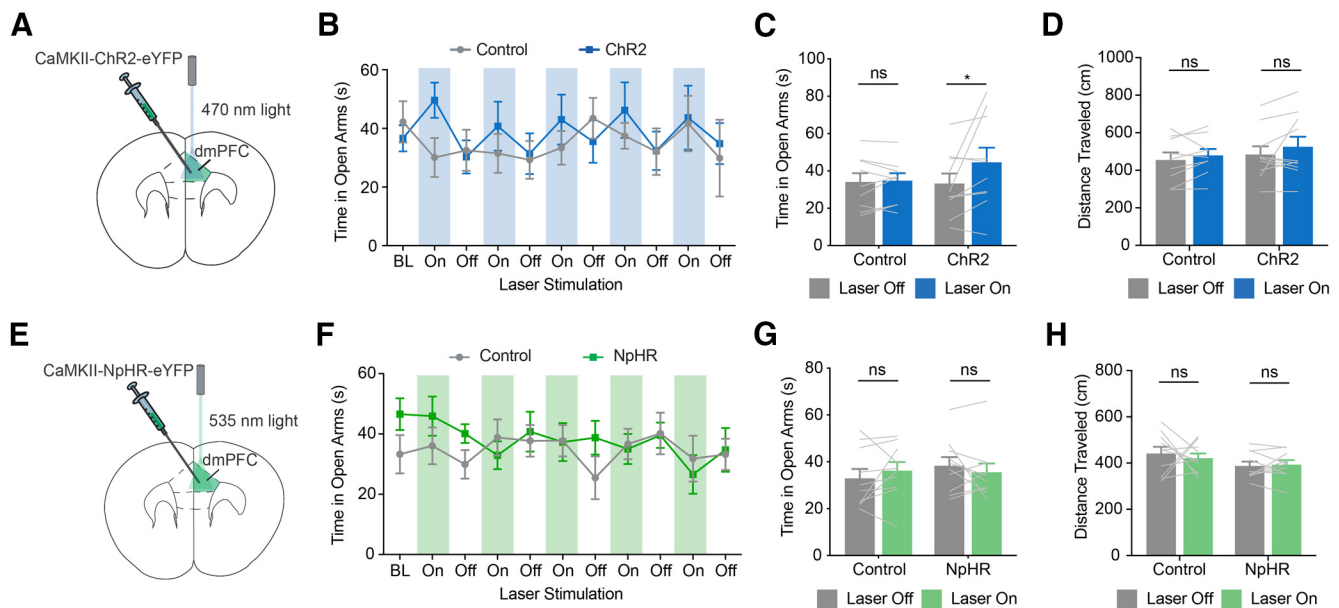 A
CaMKII-ChR2-eYFP
470 nm light
dmPFC
B
Control
ChR2
Time in Open Arms (s)
60
40
20
0
BL On Off On Off On Off On Off On Off
Laser Stimulation
C
Time in Open Arms (s)
100
80
60
40
20
0
ns
*
Control ChR2
Laser Off Laser On
D
Distance Traveled (cm)
1000
800
600
400
200
0
ns
ns
Control ChR2
Laser Off Laser On
E
CaMKII-NpHR-eYFP
535 nm light
dmPFC
F
Control
NpHR
Time in Open Arms (s)
60
40
20
0
BL On Off On Off On Off On Off On Off
Laser Stimulation
G
Time in Open Arms (s)
80
60
40
20
0
ns
ns
Control NpHR
Laser Off Laser On
H
Distance Traveled (cm)
800
600
400
200
0
ns
ns
Control NpHR
Laser Off Laser On